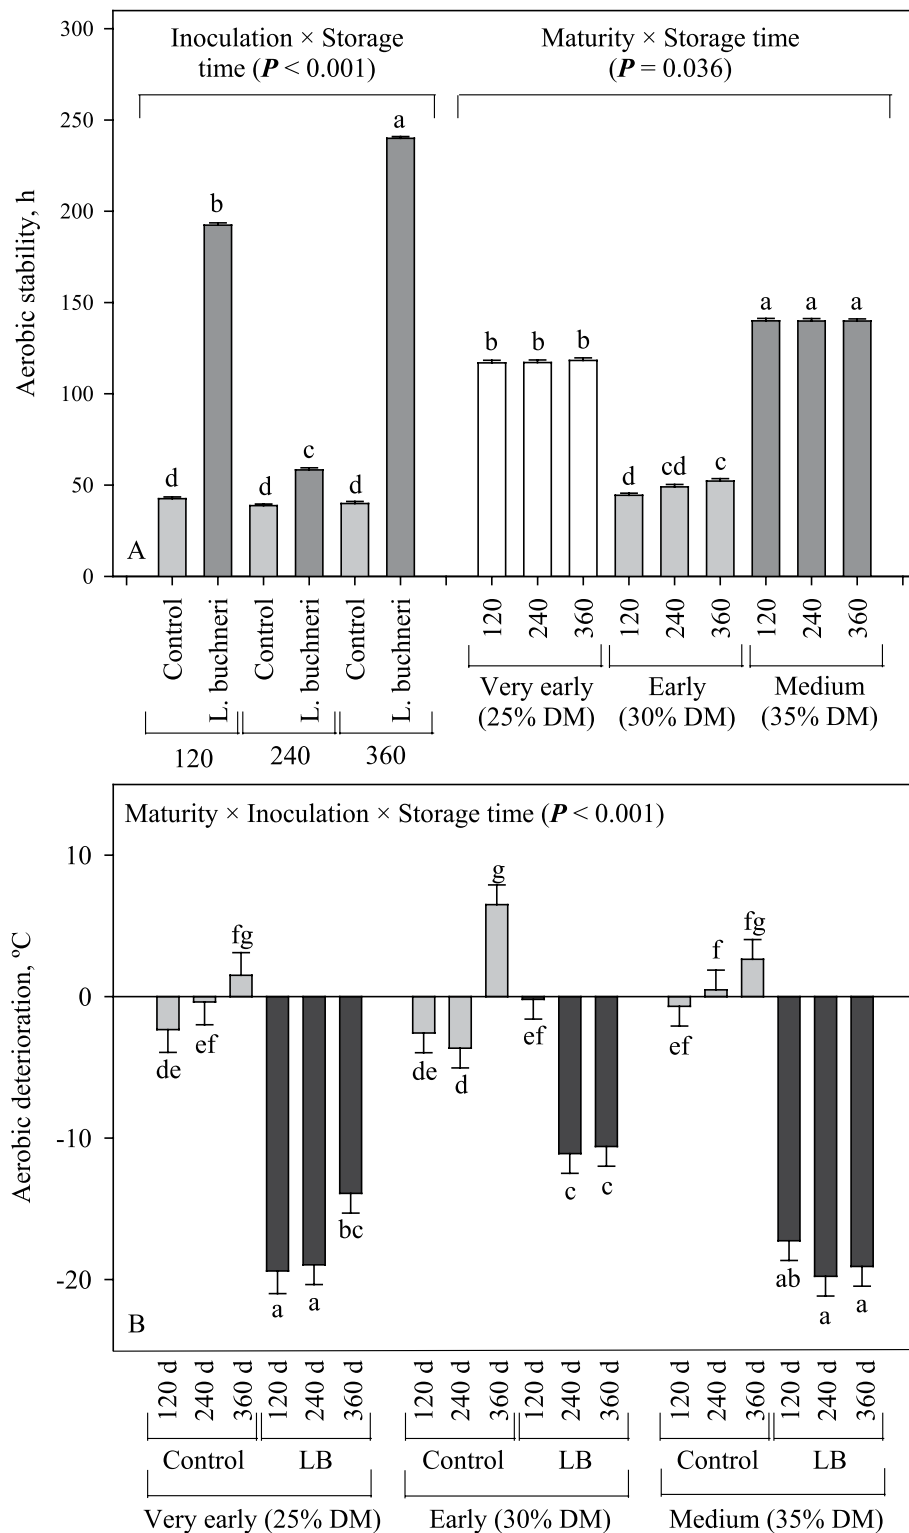 300
250
200
150
100
50
0
Aerobic stability, h
Inoculation × Storage
time (P < 0.001)
Maturity × Storage time
(P = 0.036)
d
b
d
c
d
a
b
b
b
d
cd
c
a
a
a
A
Control
L. buchneri
Control
L. buchneri
Control
L. buchneri
120
240
360
120
240
360
120
240
360
120
240
360
Very early
(25% DM)
Early
(30% DM)
Medium
(35% DM)
Maturity × Inoculation × Storage time (P < 0.001)
10
0
-10
-20
Aerobic deterioration, ºC
de
ef
fg
a
a
bc
de
d
g
ef
c
c
ef
f
fg
ab
a
a
B
120 d
240 d
360 d
120 d
240 d
360 d
120 d
240 d
360 d
120 d
240 d
360 d
120 d
240 d
360 d
120 d
240 d
360 d
Control
LB
Control
LB
Control
LB
Very early (25% DM)
Early (30% DM)
Medium (35% DM)